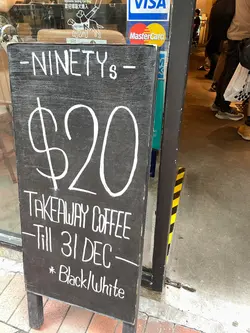 VISA
MasterCard
-NINETYs-
$20
TAKEAWAY COFFEE
-Till 31 DEC-
* Black/White